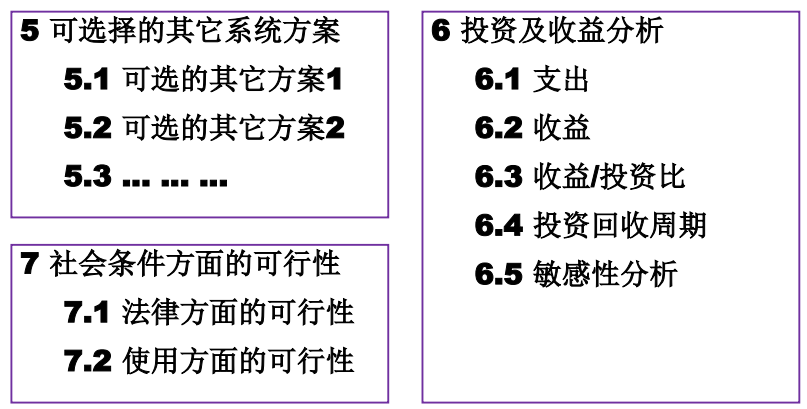 5 可选择的其它系统方案
5.1 可选的其它方案1
5.2 可选的其它方案2
5.3 … … …
6 投资及收益分析
6.1 支出
6.2 收益
6.3 收益/投资比
6.4 投资回收周期
6.5 敏感性分析
7 社会条件方面的可行性
7.1 法律方面的可行性
7.2 使用方面的可行性